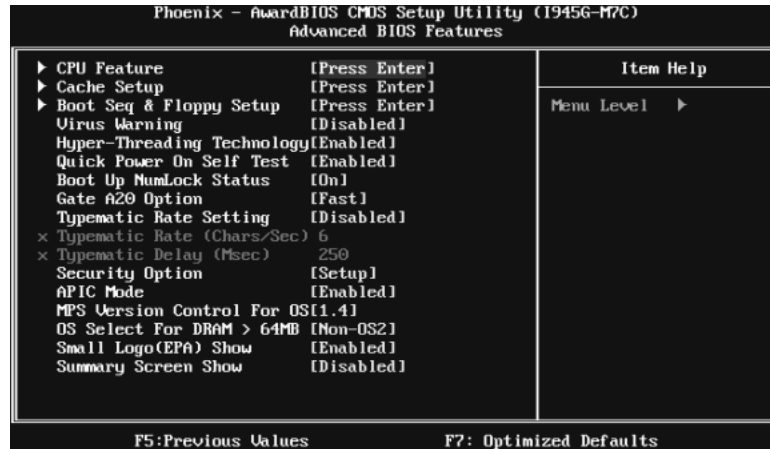 Phoenix - AwardBIOS CMOS Setup Utility (I945G-M7C)
Advanced BIOS Features
▶ CPU Feature [Press Enter]
▶ Cache Setup [Press Enter]
▶ Boot Seq & Floppy Setup [Press Enter]
Virus Warning [Disabled]
Hyper-Threading Technology[Enabled]
Quick Power On Self Test [Enabled]
Boot Up NumLock Status [On]
Gate A20 Option [Fast]
Typematic Rate Setting [Disabled]
x Typematic Rate (Chars/Sec) 6
x Typematic Delay (Msec) 250
Security Option [Setup]
APIC Mode [Enabled]
MPS Version Control For OS[1.4]
OS Select For DRAM > 64MB [Non-OS2]
Small Logo(EPA) Show [Enabled]
Summary Screen Show [Disabled]
Item Help
Menu Level ▶
F5:Previous Values F7: Optimized Defaults